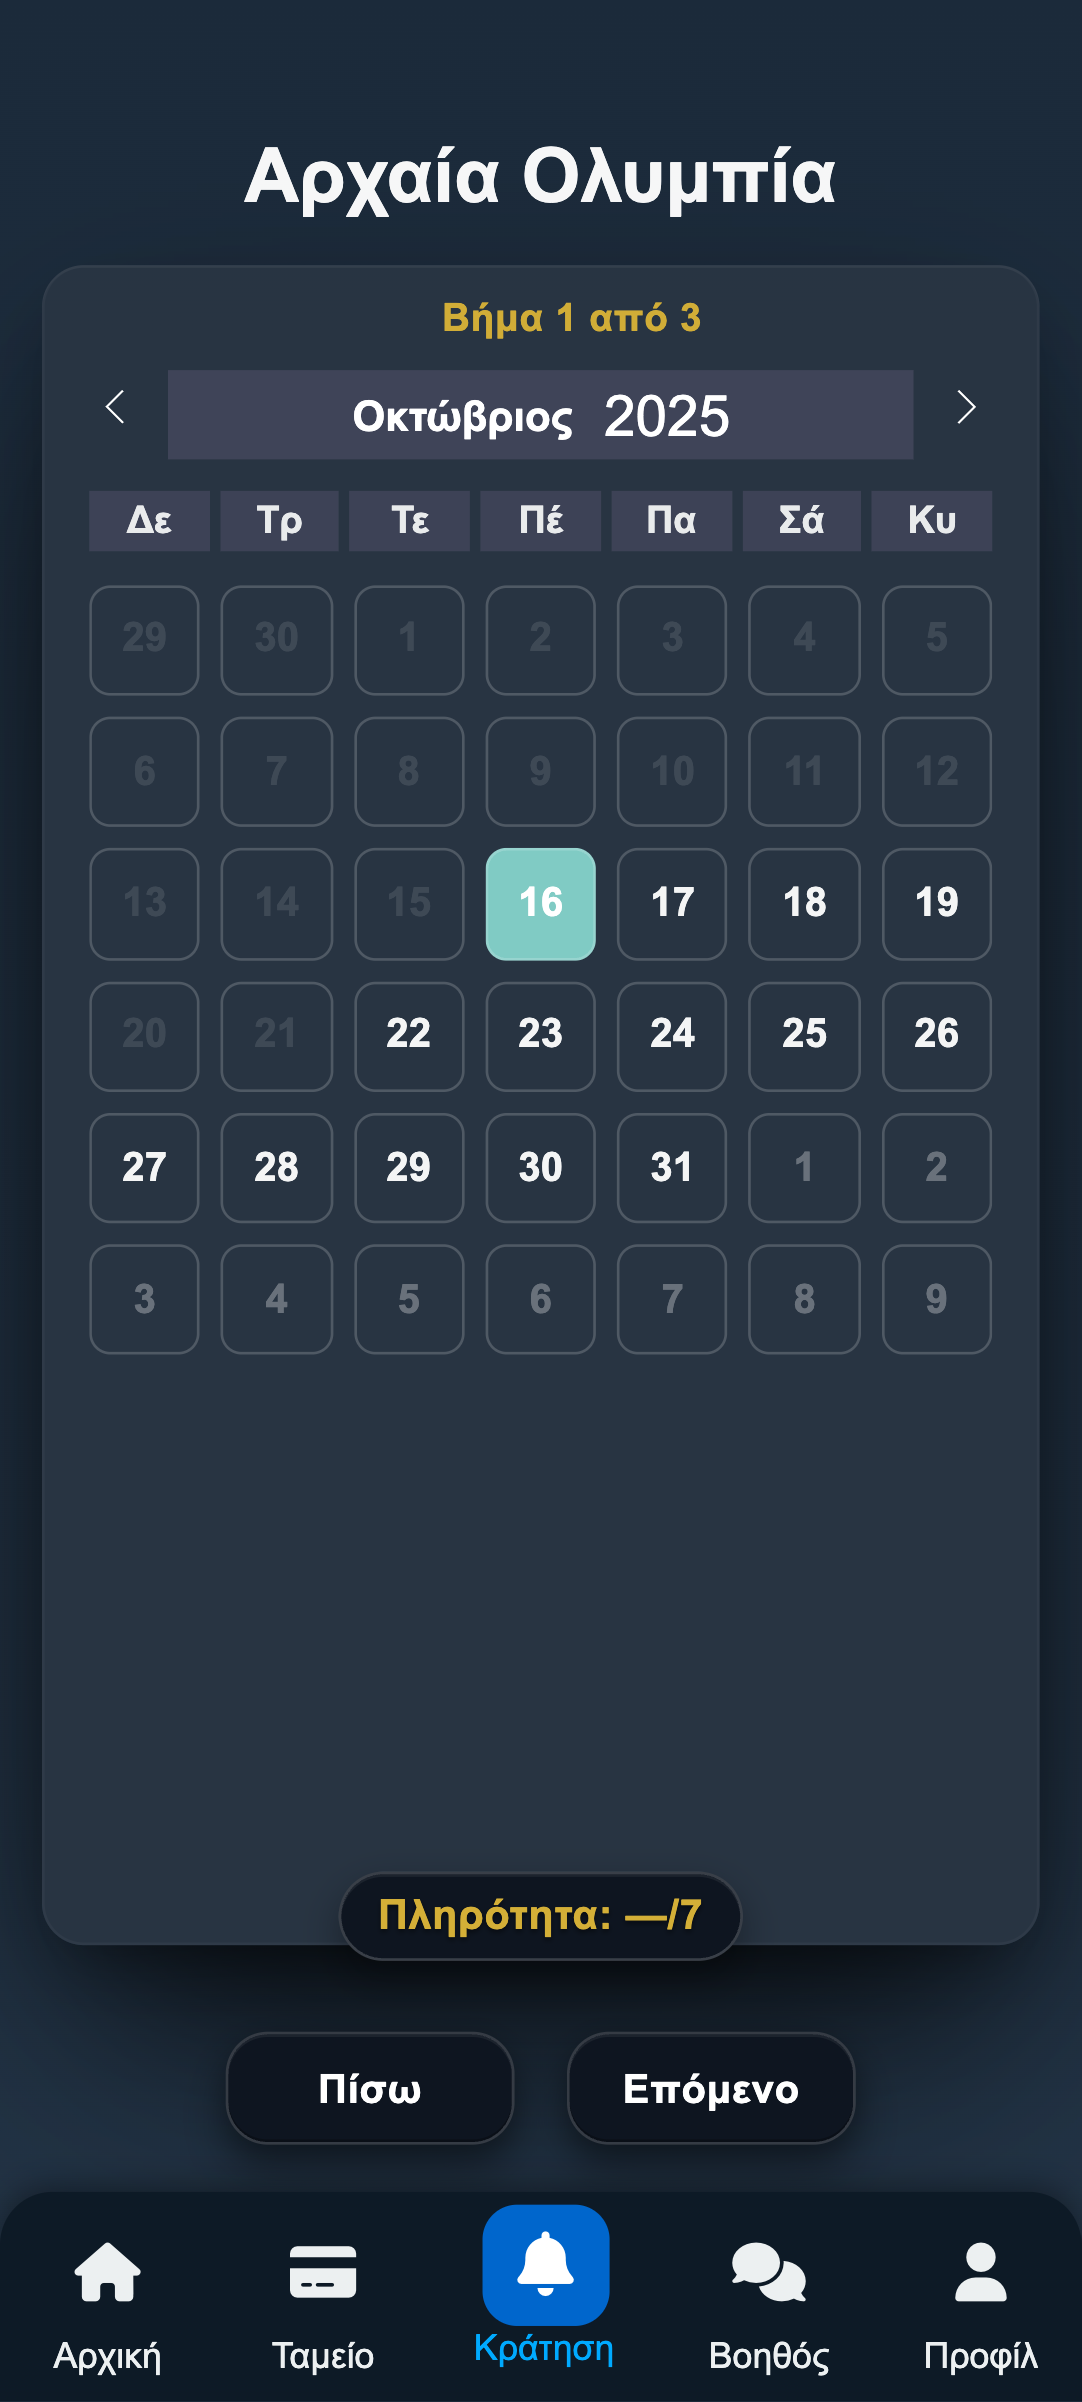 Αρχαία Ολυμπία
Βήμα 1 από 3
Οκτώβριος 2025
Δε Τρ Τε Πέ Πα Σά Κυ
29 30 1 2 3 4 5
6 7 8 9 10 11 12
13 14 15 16 17 18 19
20 21 22 23 24 25 26
27 28 29 30 31 1 2
3 4 5 6 7 8 9
Πληρότητα: —/7
Πίσω Επόμενο
Αρχική Ταμείο Κράτηση Βοηθός Προφίλ